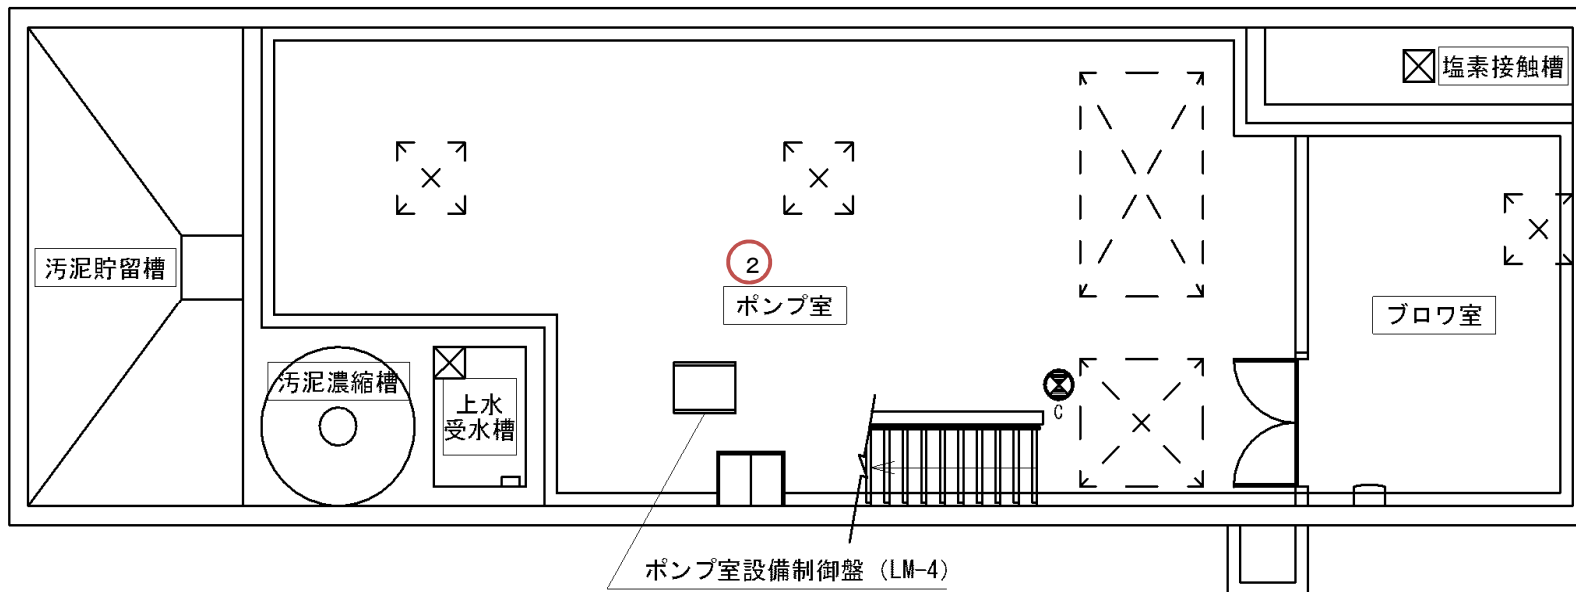 塩素接触槽
汚泥貯留槽
2
ポンプ室
ブロワ室
汚泥濃縮槽
上水
受水槽
C
ポンプ室設備制御盤 (LM-4)